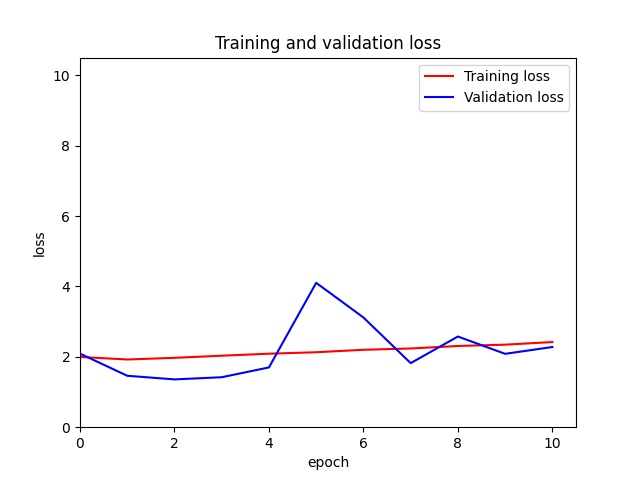 Training and validation loss
Training loss
Validation loss
10
8
6
4
2
0
loss
0 2 4 6 8 10
epoch